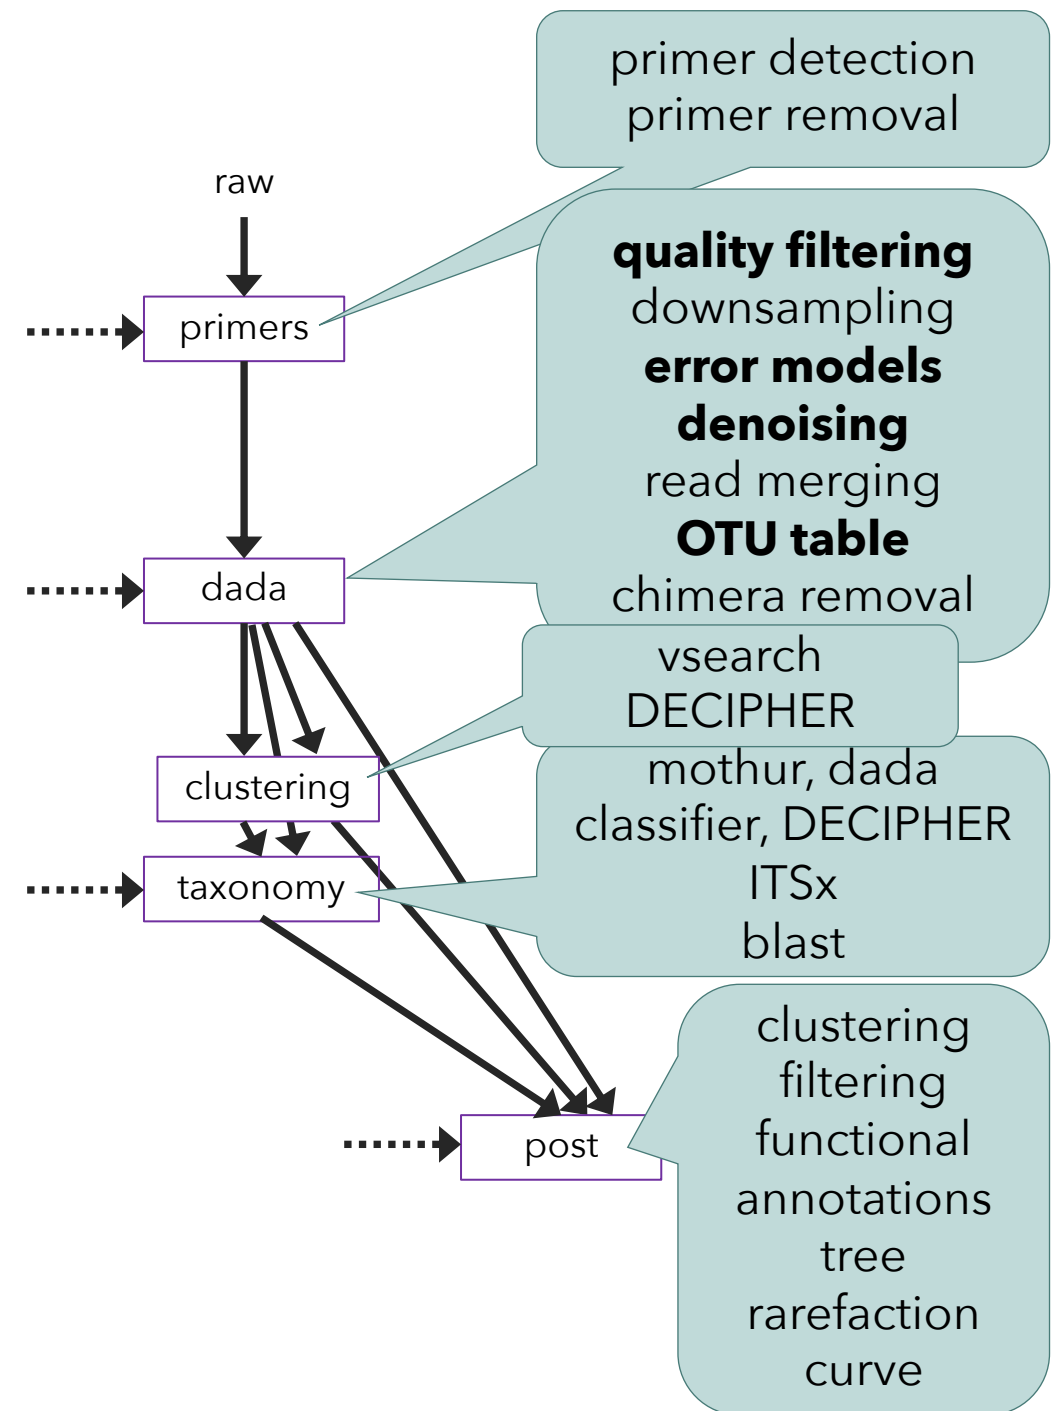 primer detection
primer removal
raw
primers
quality filtering
downsampling
error models
denoising
read merging
OTU table
chimera removal
dada
vsearch
DECIPHER
clustering
mothur, dada
classifier, DECIPHER
ITSx
blast
taxonomy
post
clustering
filtering
functional
annotations
tree
rarefaction
curve